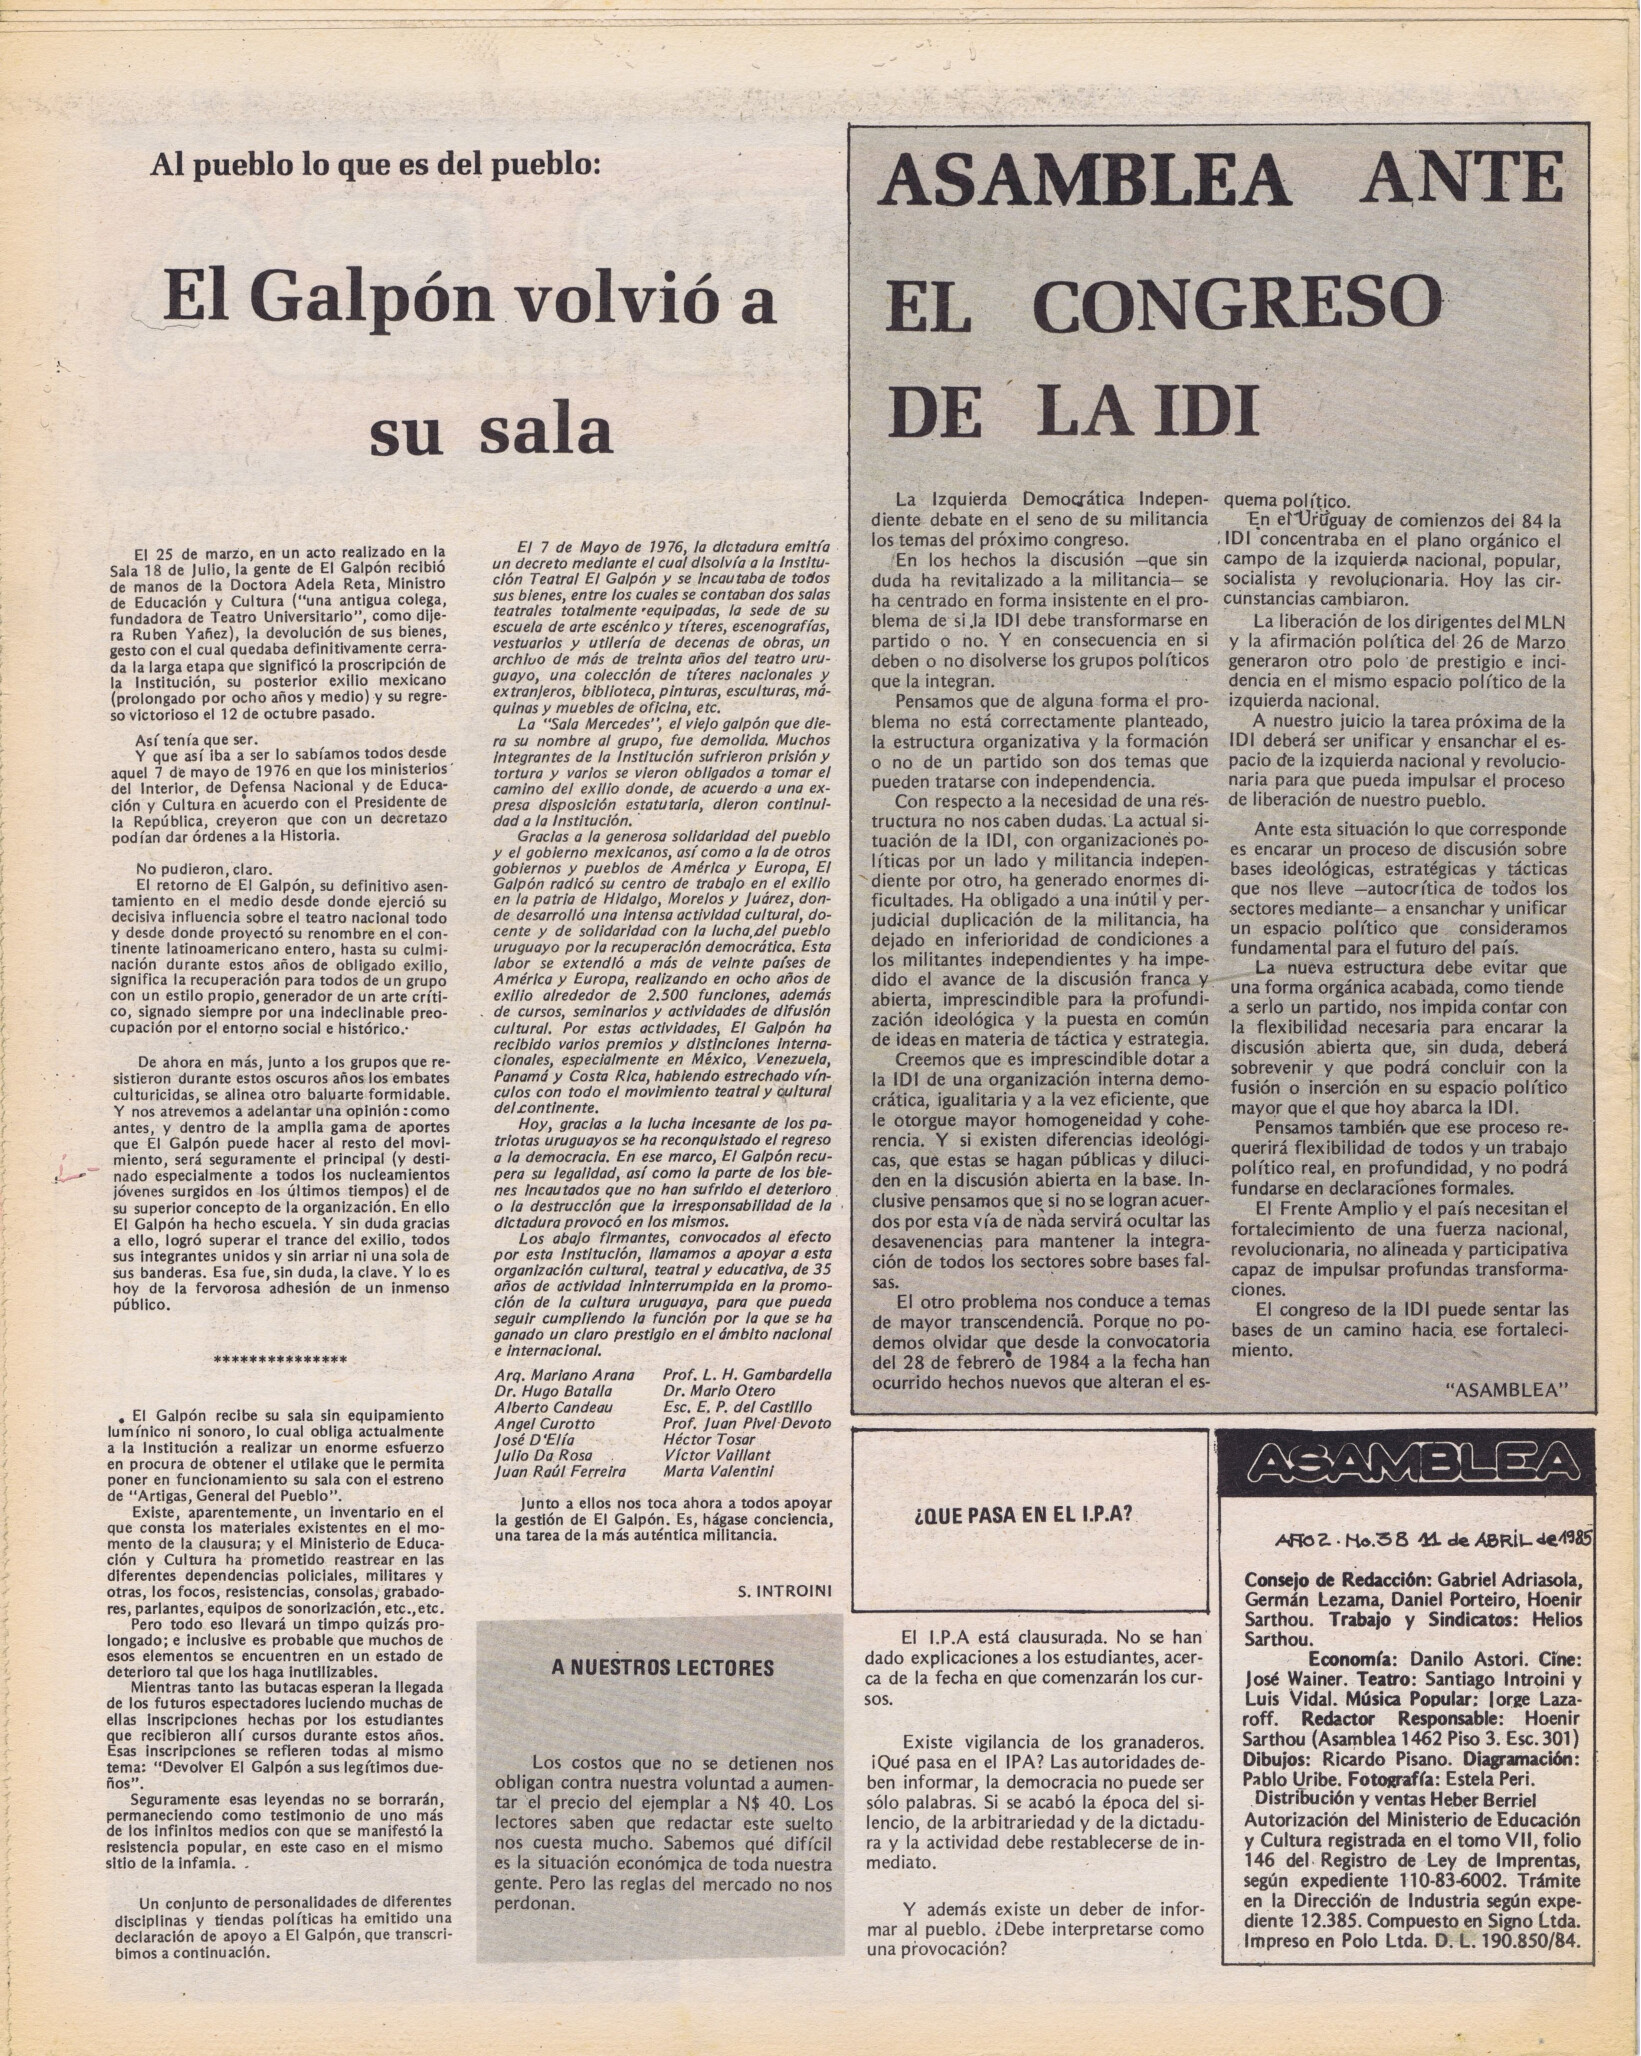 Al pueblo lo que es del pueblo:
El Galpón volvió a
su sala
El 25 de marzo, en un acto realizado en la
Sala 18 de Julio, la gente de El Galpón recibió
de manos de la Doctora Adela Reta, Ministro
de Educación y Cultura ("una antigua colega,
fundadora de Teatro Universitario", como dije-
ra Ruben Yañez), la devolución de sus bienes,
gesto con el cual quedaba definitivamente cerra-
da la larga etapa que significó la proscripción de
la Institución, su posterior exilio mexicano
(prolongado por ocho años y medio) y su regre-
so victorioso el 12 de octubre pasado.
Así tenía que ser.
Y que así iba a ser lo sabíamos todos desde
aquel 7 de mayo de 1976 en que los ministerios
del Interior, de Defensa Nacional y de Educa-
ción y Cultura en acuerdo con el Presidente de
la República, creyeron que con un decretazo
podían dar órdenes a la Historia.
No pudieron, claro.
El retorno de El Galpón, su definitivo asen-
tamiento en el medio desde donde ejerció su
decisiva influencia sobre el teatro nacional todo
y desde donde proyectó su renombre en el con-
tinente latinoamericano entero, hasta su culmi-
nación durante estos años de obligado exilio,
significa la recuperación para todos de un grupo
con un estilo propio, generador de un arte críti-
co, signado siempre por una indeclinable preo-
cupación por el entorno social e histórico.
De ahora en más, junto a los grupos que re-
sistieron durante estos oscuros años los embates
culturicidas, se alinea otro baluarte formidable.
Y nos atrevemos a adelantar una opinión: como
antes, y dentro de la amplia gama de aportes
que El Galpón puede hacer al resto del movi-
miento, será seguramente el principal (y desti-
nado especialmente a todos los nucleamientos
jóvenes surgidos en los últimos tiempos) el de
su superior concepto de la organización. En ello
El Galpón ha hecho escuela. Y sin duda gracias
a ello, logró superar el trance del exilio, todos
sus integrantes unidos y sin arriar ni una sola de
sus banderas. Esa fue, sin duda, la clave. Y lo es
hoy de la fervorosa adhesión de un inmenso
público.
***************
El Galpón recibe su sala sin equipamiento
lumínico ni sonoro, lo cual obliga actualmente
a la Institución a realizar un enorme esfuerzo
en procura de obtener el utilake que le permita
poner en funcionamiento su sala con el estreno
de "Artigas, General del Pueblo".
Existe, aparentemente, un inventario en el
que consta los materiales existentes en el mo-
mento de la clausura; y el Ministerio de Educa-
ción y Cultura ha prometido reastrear en las
diferentes dependencias policiales, militares y
otras, los focos, resistencias, consolas, grabado-
res, parlantes, equipos de sonorización, etc., etc.
Pero todo eso llevará un timpo quizás pro-
longado; e inclusive es probable que muchos de
esos elementos se encuentren en un estado de
deterioro tal que los haga inutilizables.
Mientras tanto las butacas esperan la llegada
de los futuros espectadores luciendo muchas de
ellas inscripciones hechas por los estudiantes
que recibieron allí cursos durante estos años.
Esas inscripciones se refieren todas al mismo
tema: "Devolver El Galpón a sus legítimos due-
ños".
Seguramente esas leyendas no se borrarán,
permaneciendo como testimonio de uno más
de los infinitos medios con que se manifestó la
resistencia popular, en este caso en el mismo
sitio de la infamia.
Un conjunto de personalidades de diferentes
disciplinas y tiendas políticas ha emitido una
declaración de apoyo a El Galpón, que transcri-
bimos a continuación.
El 7 de Mayo de 1976, la dictadura emitía
un decreto mediante el cual disolvía a la Institu-
ción Teatral El Galpón y se incautaba de todos
sus bienes, entre los cuales se contaban dos salas
teatrales totalmente equipadas, la sede de su
escuela de arte escénico y títeres, escenografías,
vestuarios y utilería de decenas de obras, un
archivo de más de treinta años del teatro uru-
guayo, una colección de títeres nacionales y
extranjeros, biblioteca, pinturas, esculturas, má-
quinas y muebles de oficina, etc.
La "Sala Mercedes", el viejo galpón que die-
ra su nombre al grupo, fue demolida. Muchos
integrantes de la Institución sufrieron prisión y
tortura y varios se vieron obligados a tomar el
camino del exilio donde, de acuerdo a una ex-
presa disposición estatutaria, dieron continui-
dad a la Institución.
Gracias a la generosa solidaridad del pueblo
y el gobierno mexicanos, así como a la de otros
gobiernos y pueblos de América y Europa, El
Galpón radicó su centro de trabajo en el exilio
en la patria de Hidalgo, Morelos y Juárez, don-
de desarrolló una intensa actividad cultural, do-
cente y de solidaridad con la lucha del pueblo
uruguayo por la recuperación democrática. Esta
labor se extendió a más de veinte países de
América y Europa, realizando en ocho años de
exilio alrededor de 2.500 funciones, además
de cursos, seminarios y actividades de difusión
cultural. Por estas actividades, El Galpón ha
recibido varios premios y distinciones interna-
cionales, especialmente en México, Venezuela,
Panamá y Costa Rica, habiendo estrechado vín-
culos con todo el movimiento teatral y cultural
del continente.
Hoy, gracias a la lucha incesante de los pa-
triotas uruguayos se ha reconquistado el regreso
a la democracia. En ese marco, El Galpón recu-
pera su legalidad, así como la parte de los bie-
nes incautados que no han sufrido el deterioro
o la destrucción que la irresponsabilidad de la
dictadura provocó en los mismos.
Los abajo firmantes, convocados al efecto
por esta Institución, llamamos a apoyar a esta
organización cultural, teatral y educativa, de 35
años de actividad ininterrumpida en la promo-
ción de la cultura uruguaya, para que pueda
seguir cumpliendo la función por la que se ha
ganado un claro prestigio en el ámbito nacional
e internacional.
Arq. Mariano Arana Prof. L. H. Gambardella
Dr. Hugo Batalla Dr. Mario Otero
Alberto Candeau Esc. E. P. del Castillo
Angel Curotto Prof. Juan Pivel Devoto
José D'Elía Héctor Tosar
Julio Da Rosa Víctor Vaillant
Juan Raúl Ferreira Marta Valentini
Junto a ellos nos toca ahora a todos apoyar
la gestión de El Galpón. Es, hágase conciencia,
una tarea de la más auténtica militancia.
S. INTROINI
A NUESTROS LECTORES
Los costos que no se detienen nos
obligan contra nuestra voluntad a aumen-
tar el precio del ejemplar a N$ 40. Los
lectores saben que redactar este suelto
nos cuesta mucho. Sabemos qué difícil
es la situación económica de toda nuestra
gente. Pero las reglas del mercado no nos
perdonan.
ASAMBLEA ANTE
EL CONGRESO
DE LA IDI
La Izquierda Democrática Indepen-
diente debate en el seno de su militancia
los temas del próximo congreso.
En los hechos la discusión —que sin
duda ha revitalizado a la militancia— se
ha centrado en forma insistente en el pro-
blema de si la IDI debe transformarse en
partido o no. Y en consecuencia en si
deben o no disolverse los grupos políticos
que la integran.
Pensamos que de alguna forma el pro-
blema no está correctamente planteado,
la estructura organizativa y la formación
o no de un partido son dos temas que
pueden tratarse con independencia.
Con respecto a la necesidad de una res-
tructura no nos caben dudas. La actual si-
tuación de la IDI, con organizaciones po-
líticas por un lado y militancia indepen-
diente por otro, ha generado enormes di-
ficultades. Ha obligado a una inútil y per-
judicial duplicación de la militancia, ha
dejado en inferioridad de condiciones a
los militantes independientes y ha impe-
dido el avance de la discusión franca y
abierta, imprescindible para la profundi-
zación ideológica y la puesta en común
de ideas en materia de táctica y estrategia.
Creemos que es imprescindible dotar a
la IDI de una organización interna demo-
crática, igualitaria y a la vez eficiente, que
le otorgue mayor homogeneidad y cohe-
rencia. Y si existen diferencias ideológi-
cas, que estas se hagan públicas y diluci-
den en la discusión abierta en la base. In-
clusive pensamos que si no se logran acuer-
dos por esta vía de nada servirá ocultar las
desavenencias para mantener la integra-
ción de todos los sectores sobre bases fal-
sas.
El otro problema nos conduce a temas
de mayor transcendencia. Porque no po-
demos olvidar que desde la convocatoria
del 28 de febrero de 1984 a la fecha han
ocurrido hechos nuevos que alteran el es-
quema político.
En el Uruguay de comienzos del 84 la
IDI concentraba en el plano orgánico el
campo de la izquierda nacional, popular,
socialista y revolucionaria. Hoy las cir-
cunstancias cambiaron.
La liberación de los dirigentes del MLN
y la afirmación política del 26 de Marzo
generaron otro polo de prestigio e inci-
dencia en el mismo espacio político de la
izquierda nacional.
A nuestro juicio la tarea próxima de la
IDI deberá ser unificar y ensanchar el es-
pacio de la izquierda nacional y revolucio-
naria para que pueda impulsar el proceso
de liberación de nuestro pueblo.
Ante esta situación lo que corresponde
es encarar un proceso de discusión sobre
bases ideológicas, estratégicas y tácticas
que nos lleve —autocrítica de todos los
sectores mediante— a ensanchar y unificar
un espacio político que consideramos
fundamental para el futuro del país.
La nueva estructura debe evitar que
una forma orgánica acabada, como tiende
a serlo un partido, nos impida contar con
la flexibilidad necesaria para encarar la
discusión abierta que, sin duda, deberá
sobrevenir y que podrá concluir con la
fusión o inserción en su espacio político
mayor que el que hoy abarca la IDI.
Pensamos también que ese proceso re-
querirá flexibilidad de todos y un trabajo
político real, en profundidad, y no podrá
fundarse en declaraciones formales.
El Frente Amplio y el país necesitan el
fortalecimiento de una fuerza nacional,
revolucionaria, no alineada y participativa
capaz de impulsar profundas transforma-
ciones.
El congreso de la IDI puede sentar las
bases de un camino hacia ese fortaleci-
miento.
"ASAMBLEA"
¿QUE PASA EN EL I.P.A?
El I.P.A está clausurada. No se han
dado explicaciones a los estudiantes, acer-
ca de la fecha en que comenzarán los cur-
sos.
Existe vigilancia de los granaderos.
¡Qué pasa en el IPA? Las autoridades de-
ben informar, la democracia no puede ser
sólo palabras. Si se acabó la época del si-
lencio, de la arbitrariedad y de la dictadu-
ra y la actividad debe restablecerse de in-
mediato.
Y además existe un deber de infor-
mar al pueblo. ¿Debe interpretarse como
una provocación?
ASAMBLEA
AÑO 2 - No. 38 11 de ABRIL de 1985
Consejo de Redacción: Gabriel Adriasola,
Germán Lezama, Daniel Porteiro, Hoenir
Sarthou. Trabajo y Sindicatos: Helios
Sarthou.
Economía: Danilo Astori. Cine:
José Wainer. Teatro: Santiago Introini y
Luis Vidal. Música Popular: Jorge Laza-
roff. Redactor Responsable: Hoenir
Sarthou (Asamblea 1462 Piso 3. Esc. 301)
Dibujos: Ricardo Pisano. Diagramación:
Pablo Uribe. Fotografía: Estela Peri.
Distribución y ventas Heber Berriel
Autorización del Ministerio de Educación
y Cultura registrada en el tomo VII, folio
146 del Registro de Ley de Imprentas,
según expediente 110-83-6002. Trámite
en la Dirección de Industria según expe-
diente 12.385. Compuesto en Signo Ltda.
Impreso en Polo Ltda. D. L. 190.850/84.